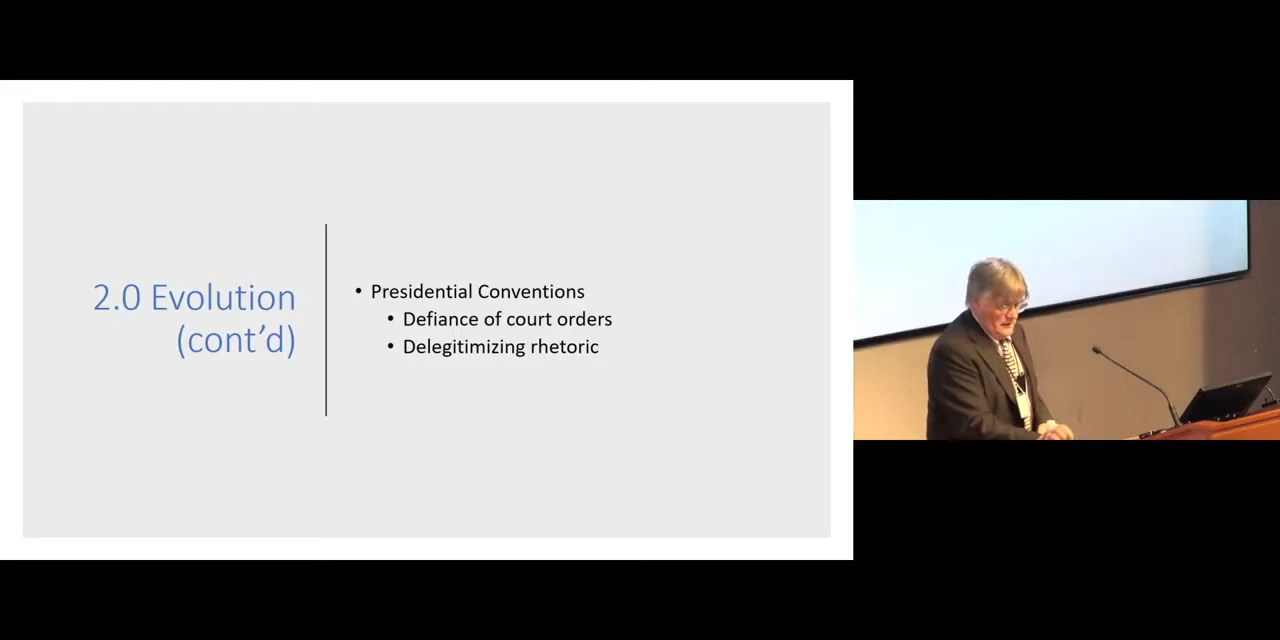 2.0 Evolution
(cont’d)
• Presidential Conventions
• Defiance of court orders
• Delegitimizing rhetoric